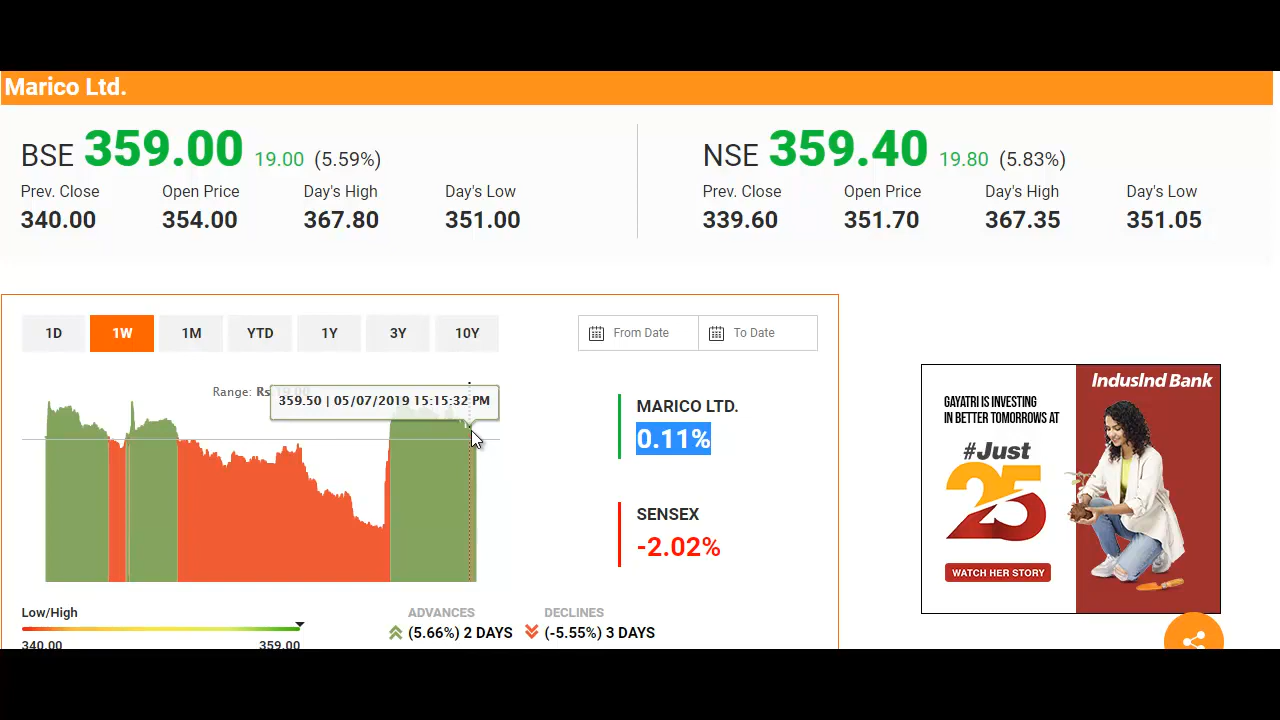 Marico Ltd.
BSE 359.00 19.00 (5.59%)
Prev. Close Open Price Day's High Day's Low
340.00 354.00 367.80 351.00
NSE 359.40 19.80 (5.83%)
Prev. Close Open Price Day's High Day's Low
339.60 351.70 367.35 351.05
1D 1W 1M YTD 1Y 3Y 10Y
From Date To Date
Range: Rs 19.00
359.50 | 05/07/2019 15:15:32 PM
MARICO LTD.
0.11%
SENSEX
-2.02%
Low/High
340.00 359.00
ADVANCES DECLINES
(5.66%) 2 DAYS (-5.55%) 3 DAYS
IndusInd Bank
GAYATRI IS INVESTING
IN BETTER TOMORROWS AT
#Just
25
WATCH HER STORY